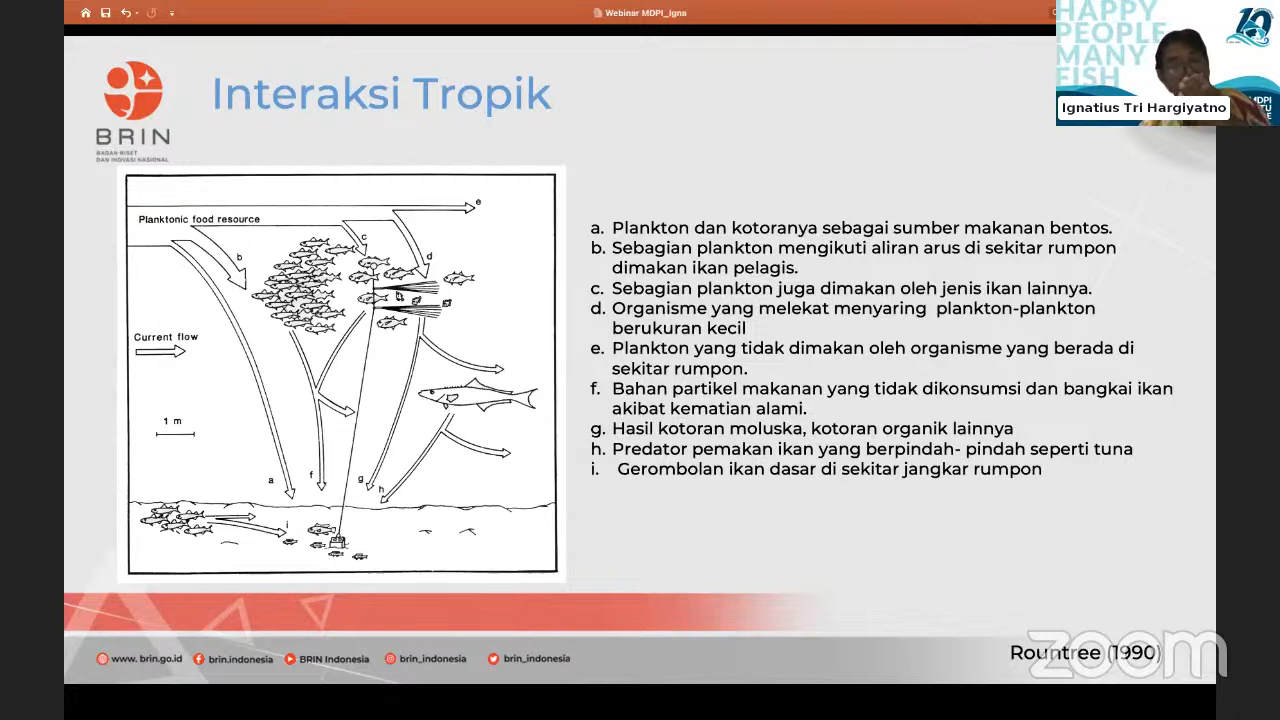 Webinar MDPI_Igna
HAPPY
PEOPLE
MANY
FISH
Ignatius Tri Hargiyatno
MDPI
BRIN
BADAN RISET
DAN INOVASI NASIONAL
Interaksi Tropik
Planktonic food resource
e
c
b
d
Current flow
1 m
a
f
g
h
i
a. Plankton dan kotoranya sebagai sumber makanan bentos.
b. Sebagian plankton mengikuti aliran arus di sekitar rumpon
dimakan ikan pelagis.
c. Sebagian plankton juga dimakan oleh jenis ikan lainnya.
d. Organisme yang melekat menyaring plankton-plankton
berukuran kecil
e. Plankton yang tidak dimakan oleh organisme yang berada di
sekitar rumpon.
f. Bahan partikel makanan yang tidak dikonsumsi dan bangkai ikan
akibat kematian alami.
g. Hasil kotoran moluska, kotoran organik lainnya
h. Predator pemakan ikan yang berpindah- pindah seperti tuna
i. Gerombolan ikan dasar di sekitar jangkar rumpon
www. brin.go.id
brin.indonesia
BRIN Indonesia
brin_indonesia
brin_indonesia
Rountree (1990)
zoom